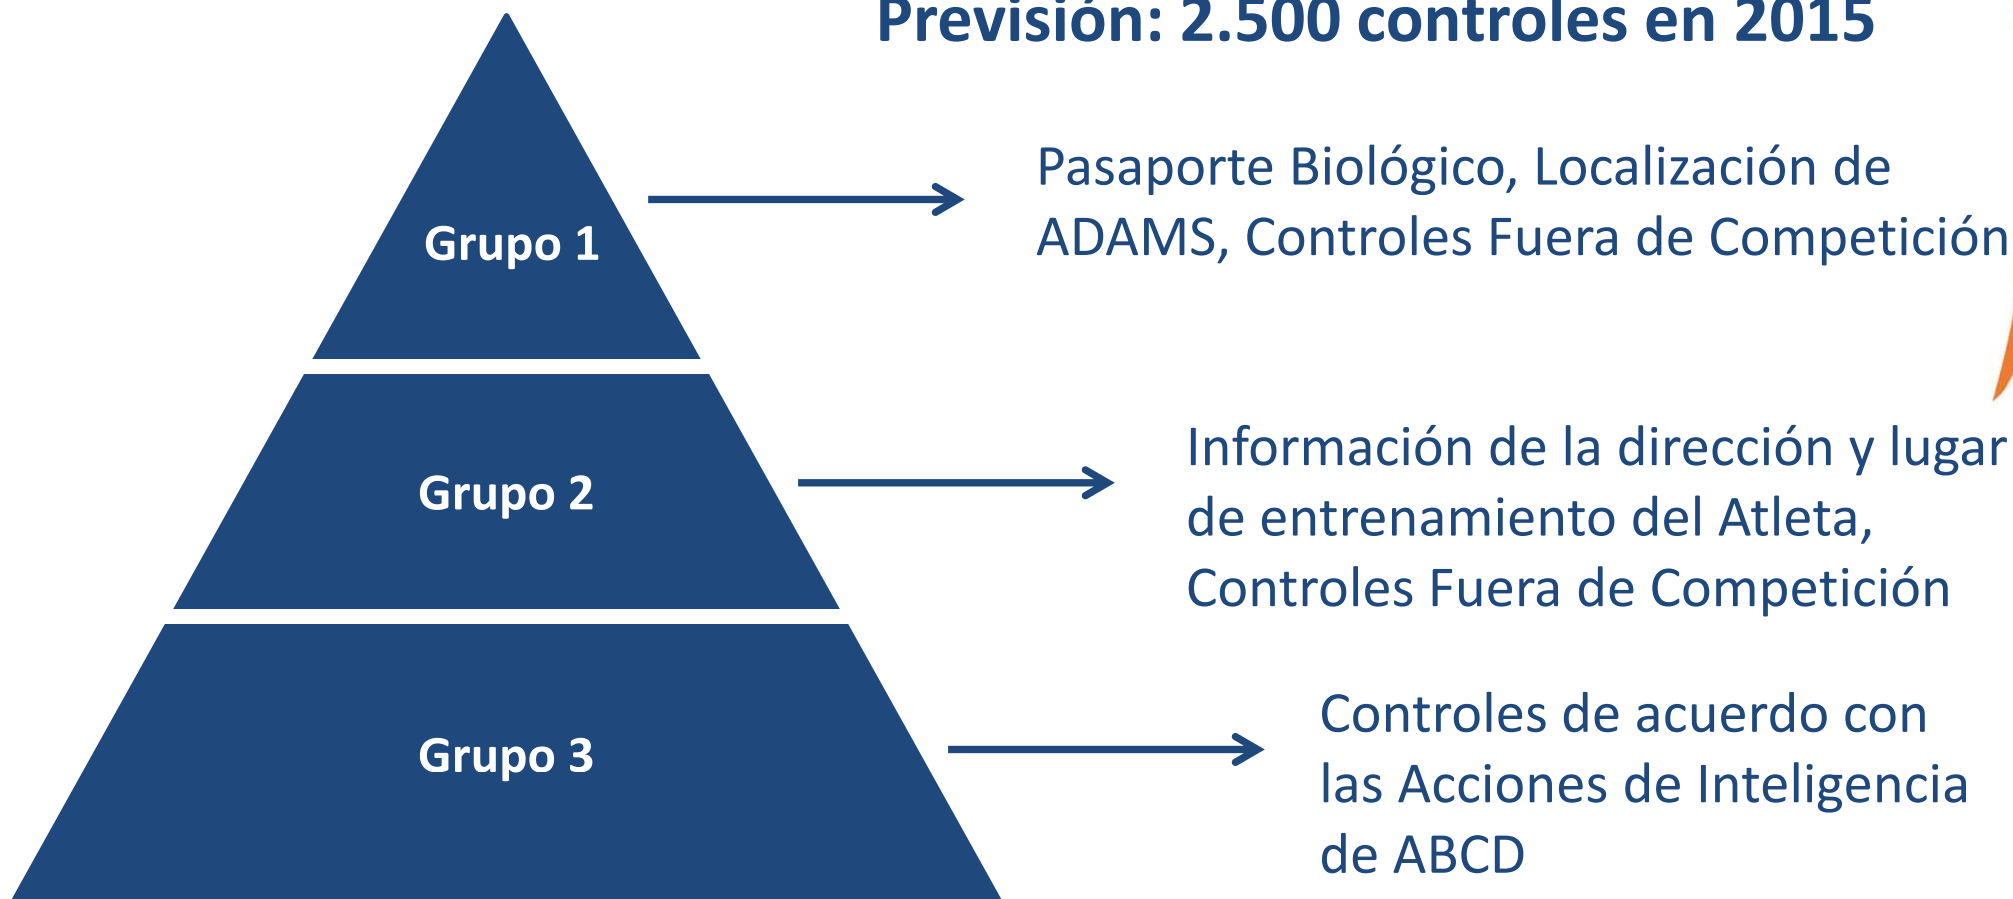 Previsión: 2.500 controles en 2015
Grupo 1
Pasaporte Biológico, Localización de
ADAMS, Controles Fuera de Competición
Grupo 2
Información de la dirección y lugar
de entrenamiento del Atleta,
Controles Fuera de Competición
Grupo 3
Controles de acuerdo con
las Acciones de Inteligencia
de ABCD